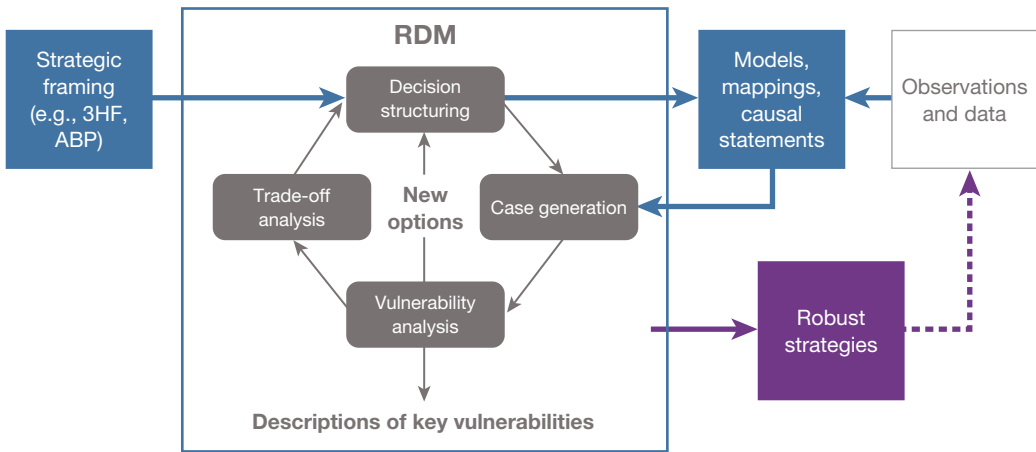 RDM
Strategic
framing
(e.g., 3HF,
ABP)
Decision
structuring
Models,
mappings,
causal
statements
Observations
and data
Trade-off
analysis
New
options
Case generation
Vulnerability
analysis
Robust
strategies
Descriptions of key vulnerabilities